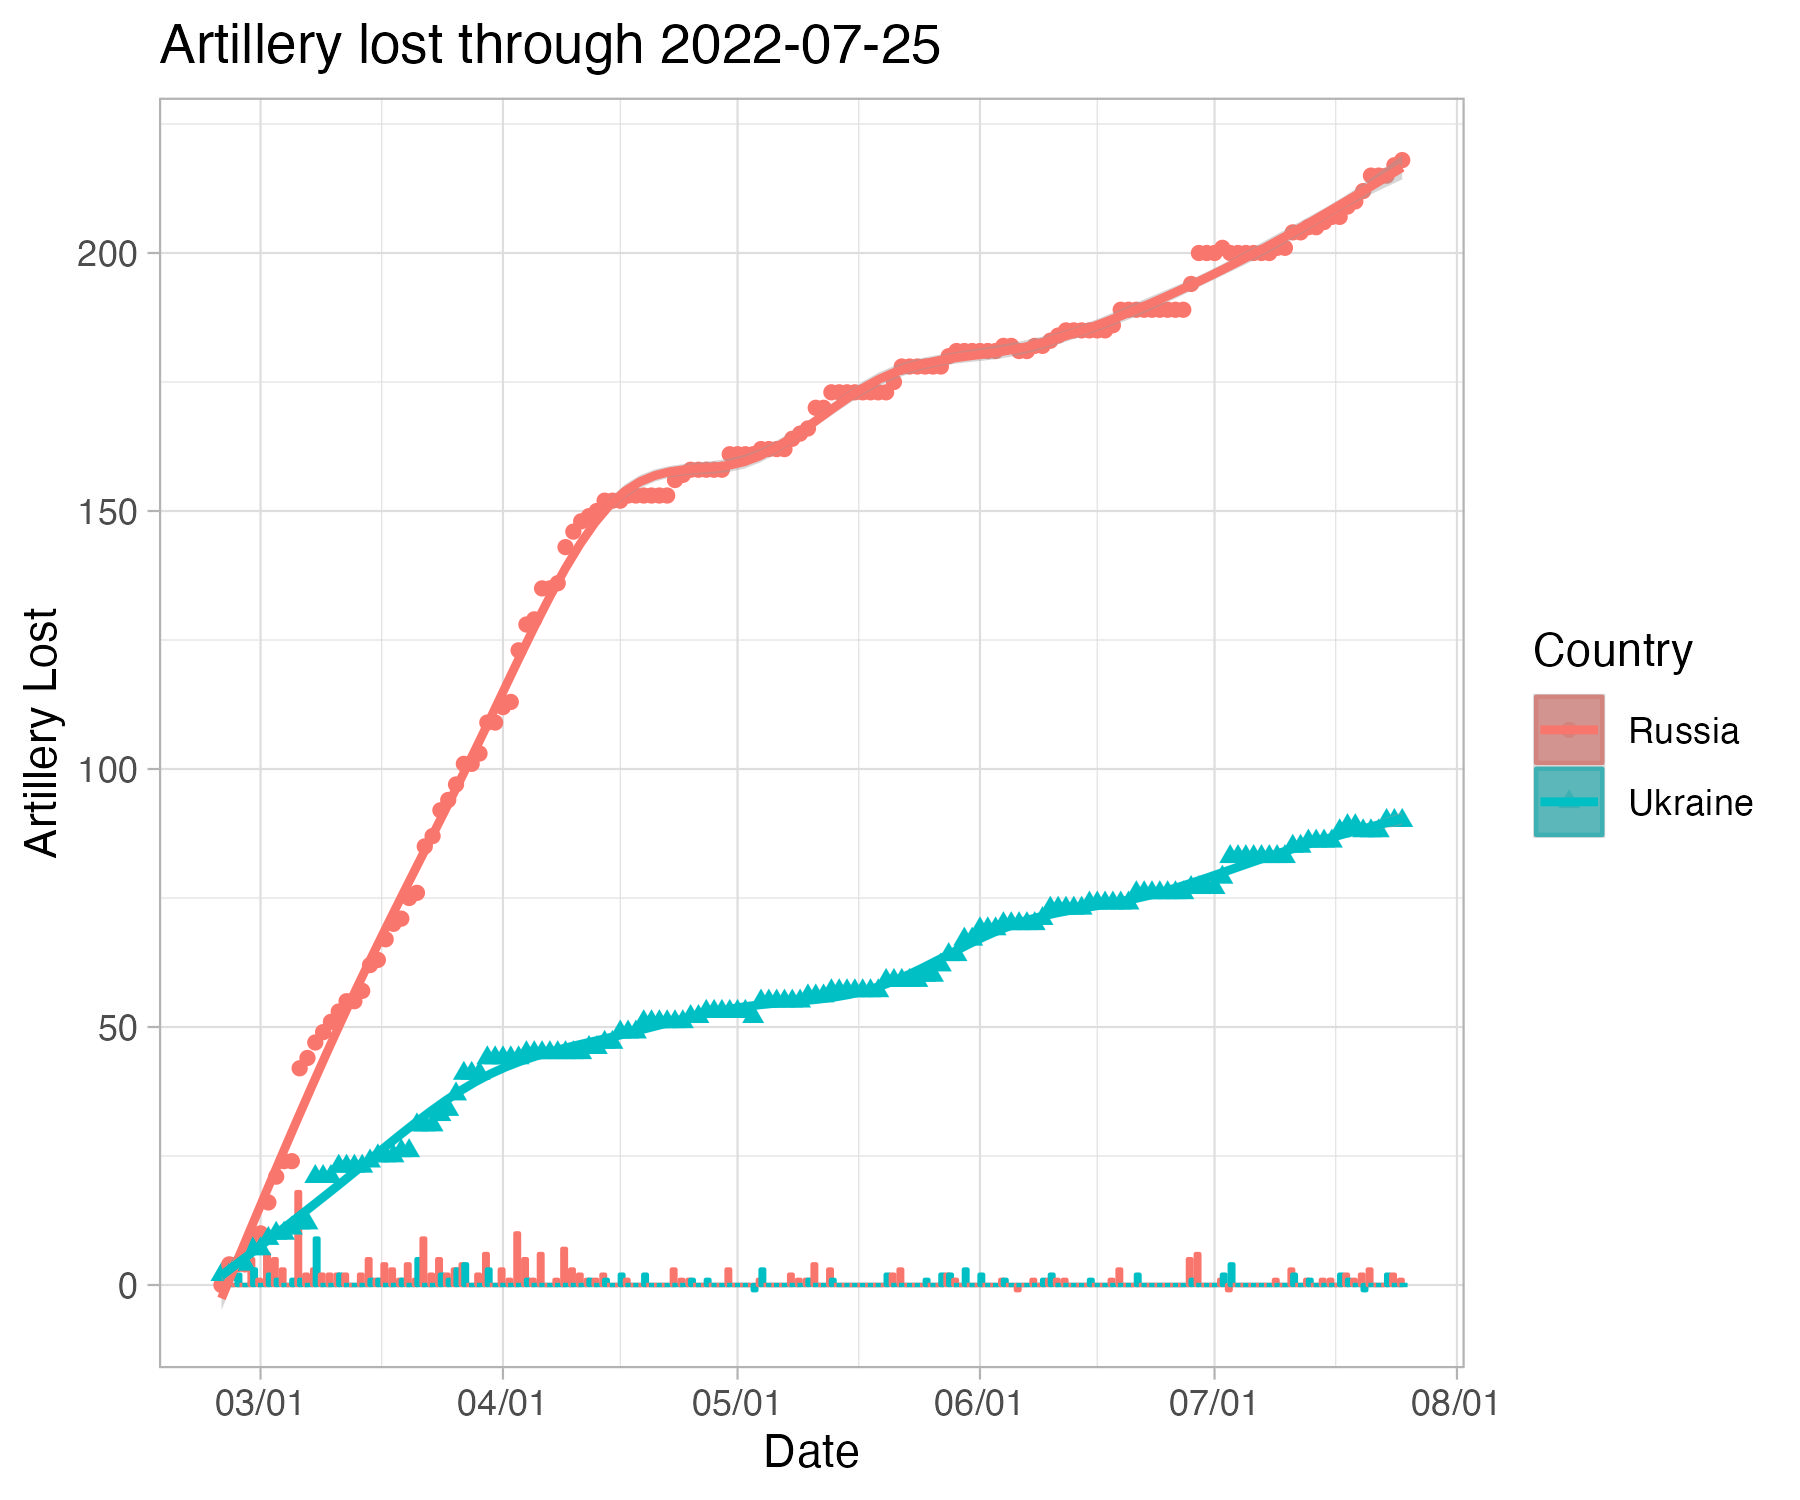 Artillery lost through 2022-07-25
Artillery Lost
200
150
100
50
0
03/01
04/01
05/01
06/01
07/01
08/01
Date
Country
Russia
Ukraine